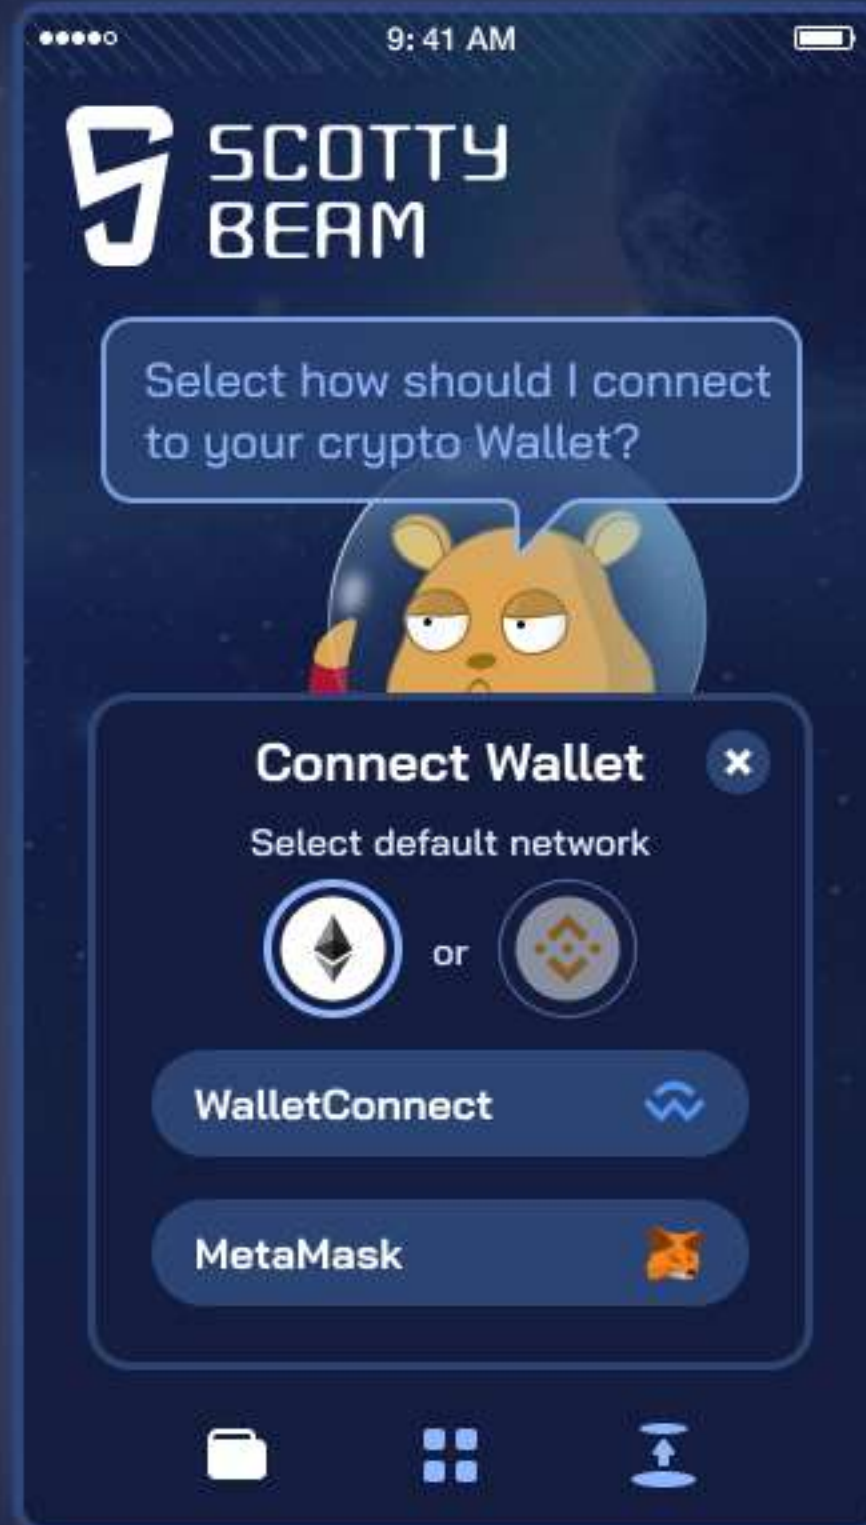 9:41 AM
SCOTTY
BEAM
Select how should I connect
to your crypto Wallet?
Connect Wallet
Select default network
or
WalletConnect
MetaMask